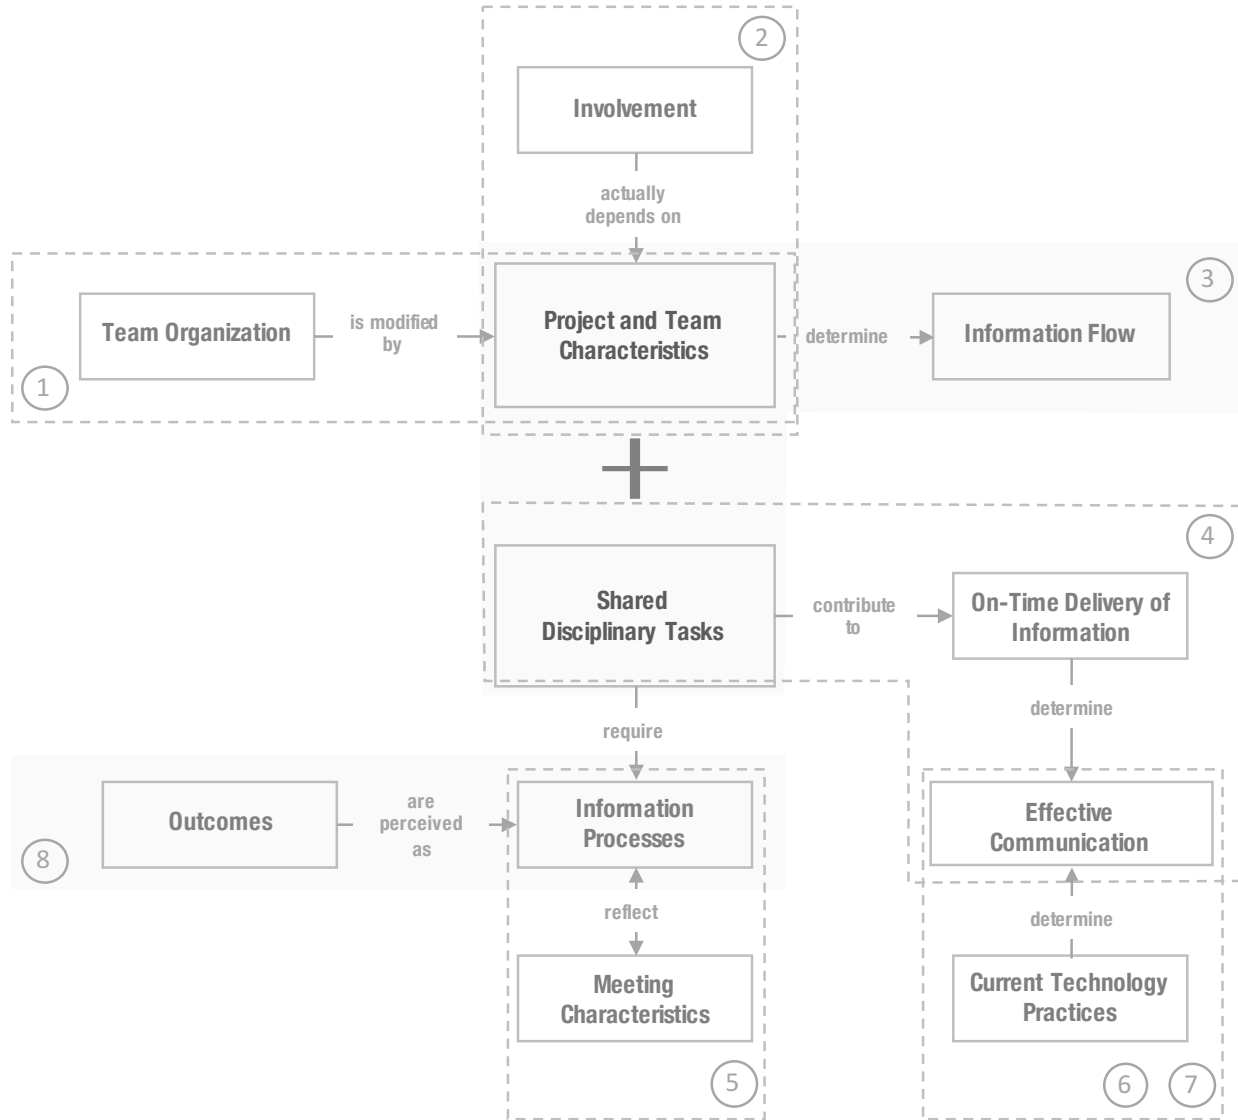 2
Involvement
actually
depends on
3
Team Organization
is modified
by
Project and Team
Characteristics
determine
Information Flow
1
4
Shared
Disciplinary Tasks
contribute
to
On-Time Delivery of
Information
require
determine
Outcomes
are
perceived
as
Information
Processes
Effective
Communication
8
reflect
determine
Meeting
Characteristics
Current Technology
Practices
5
6
7